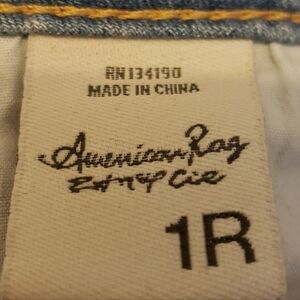 RN134190
MADE IN CHINA
American Rag
Cie
1R